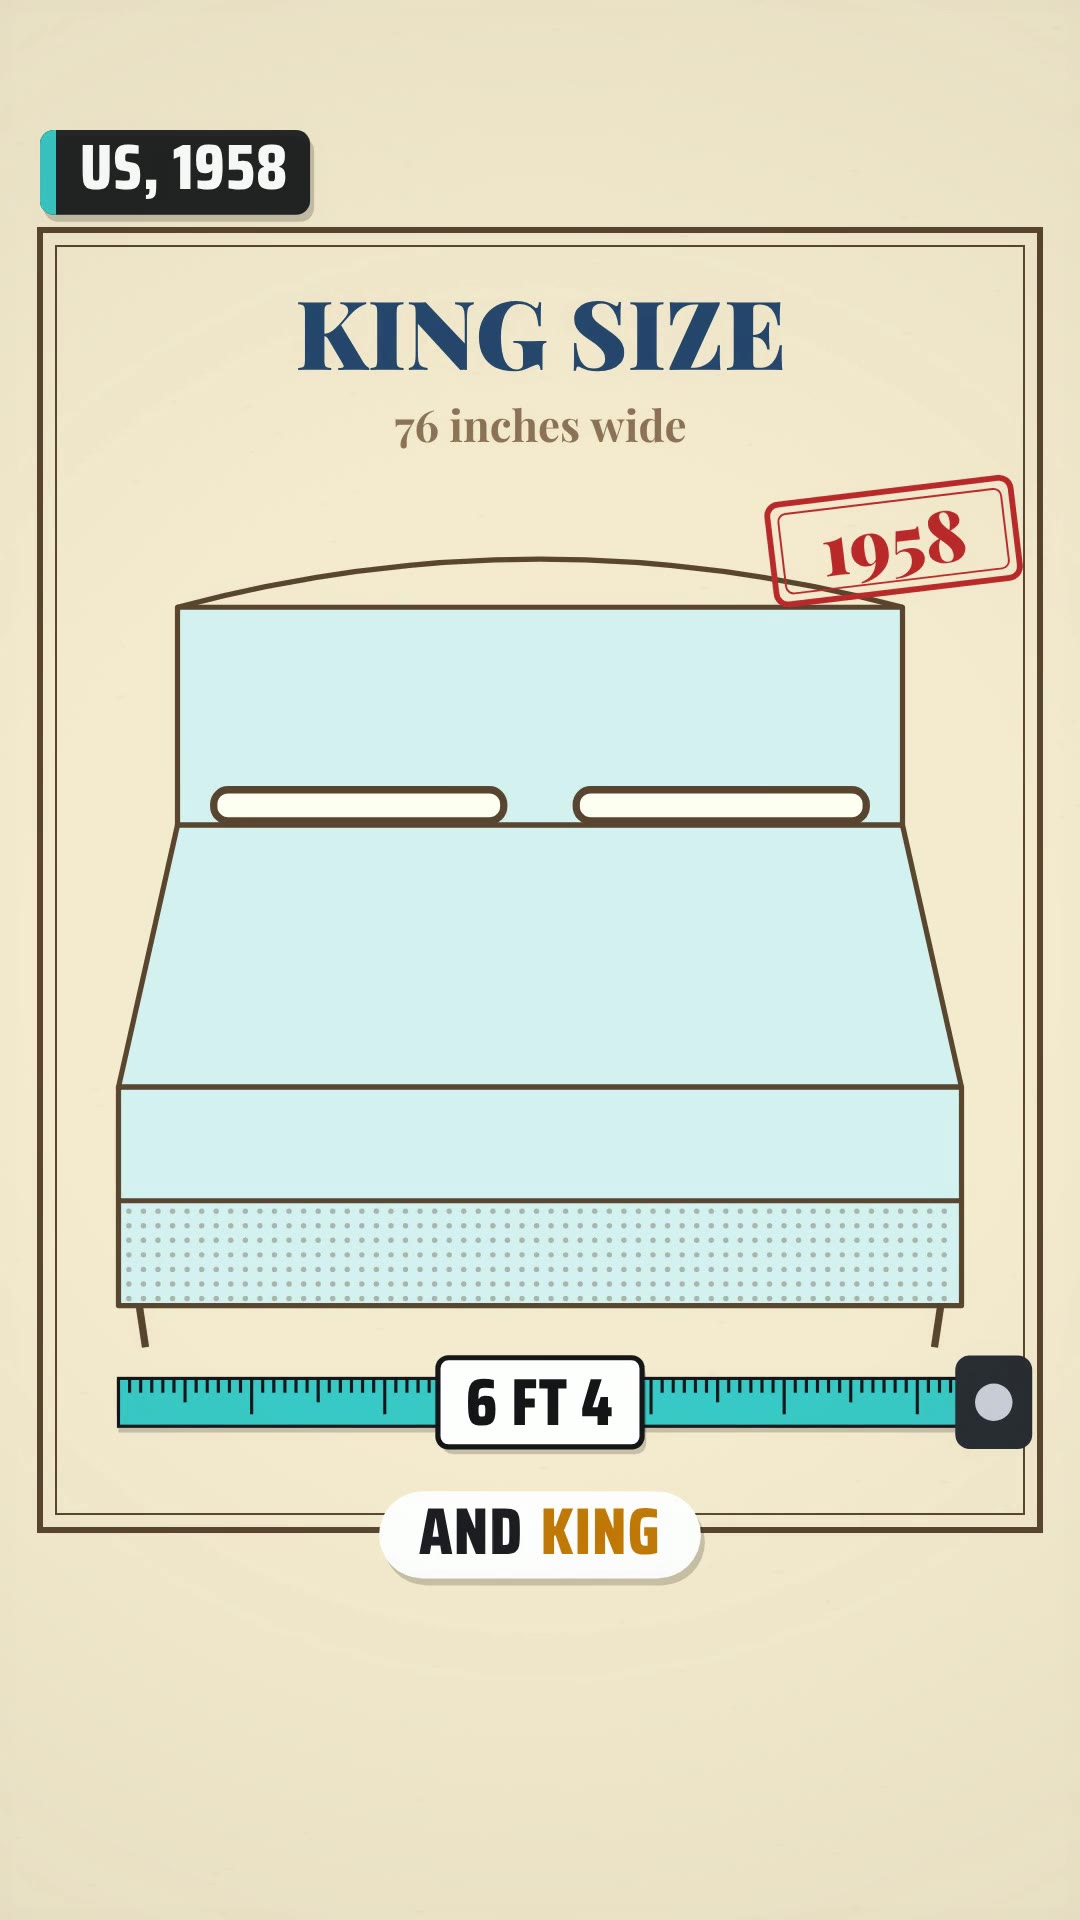 US, 1958
KING SIZE
76 inches wide
1958
6 FT 4
AND KING